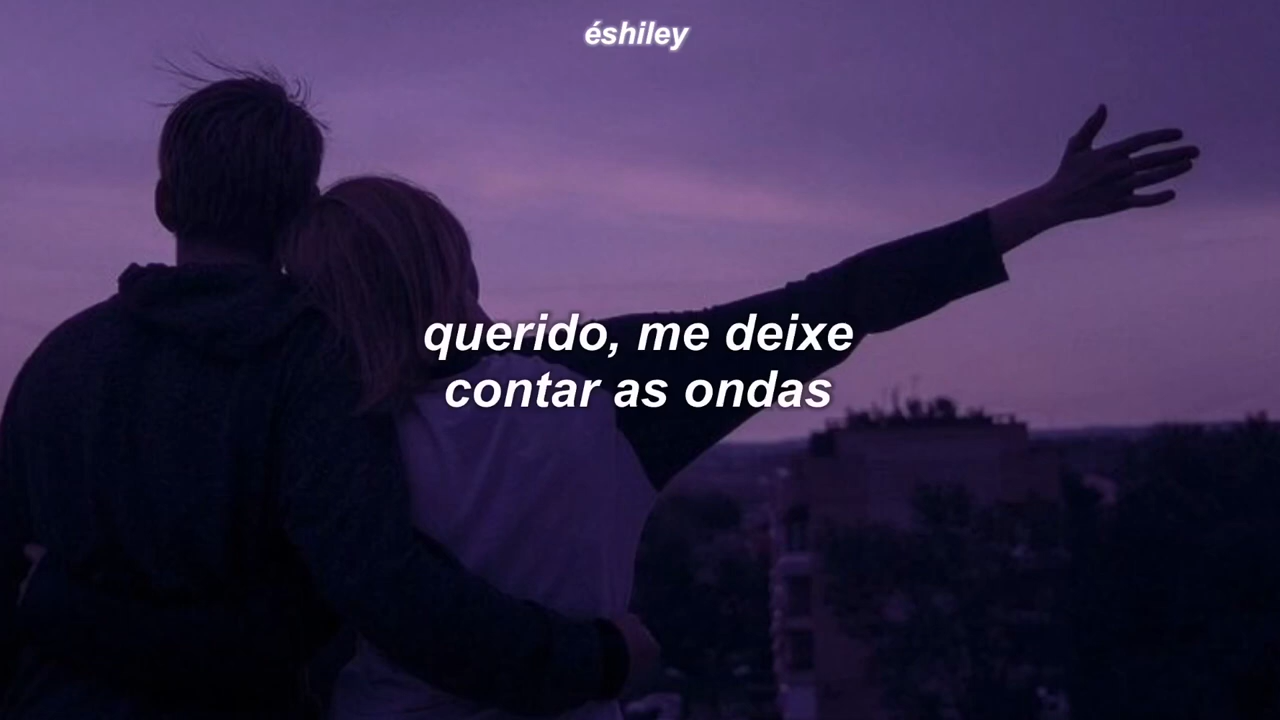 éshiley
querido, me deixe
contar as ondas